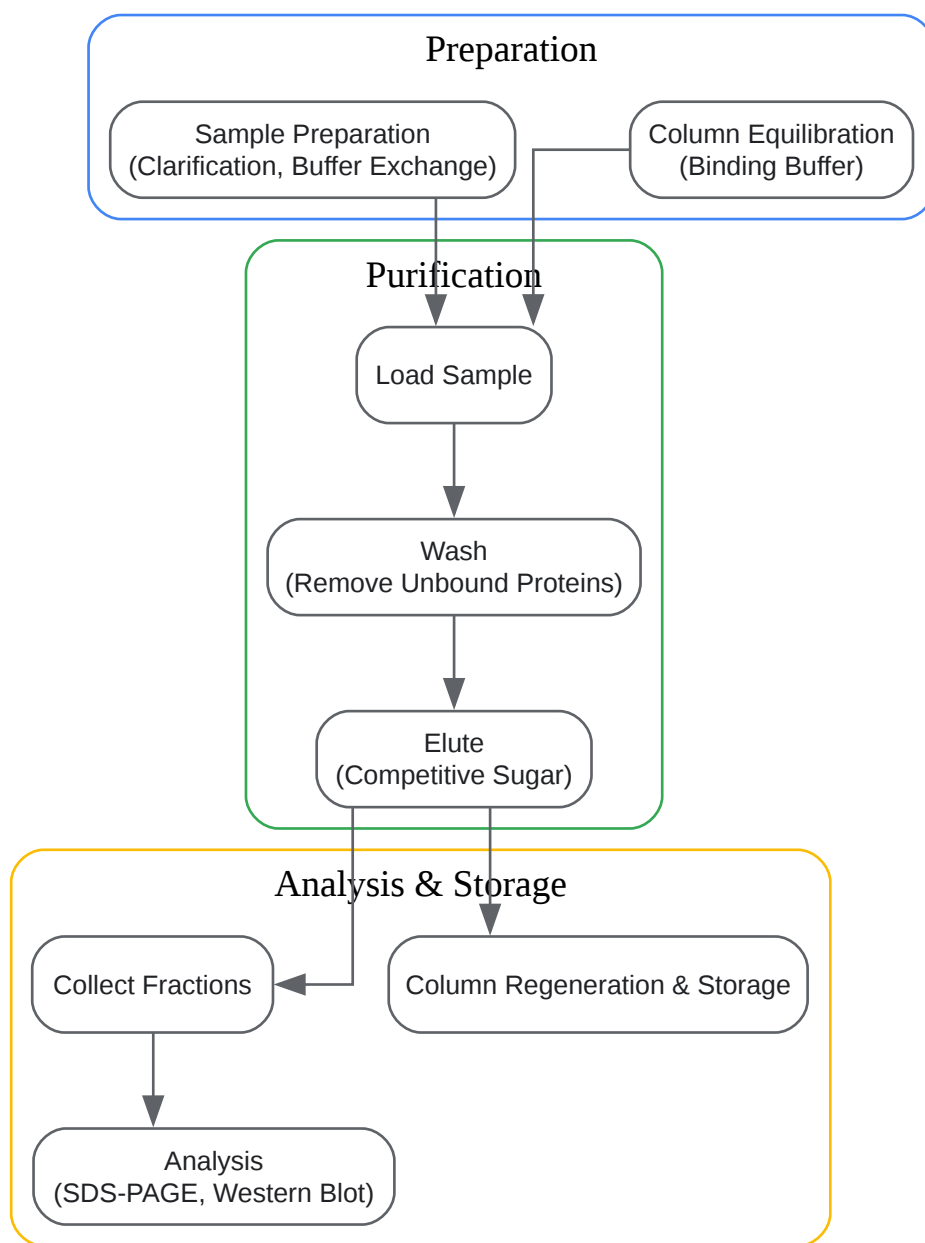 Preparation
Sample Preparation
(Clarification, Buffer Exchange)
Column Equilibration
(Binding Buffer)
Purification
Load Sample
Wash
(Remove Unbound Proteins)
Elute
(Competitive Sugar)
Analysis & Storage
Collect Fractions
Column Regeneration & Storage
Analysis
(SDS-PAGE, Western Blot)